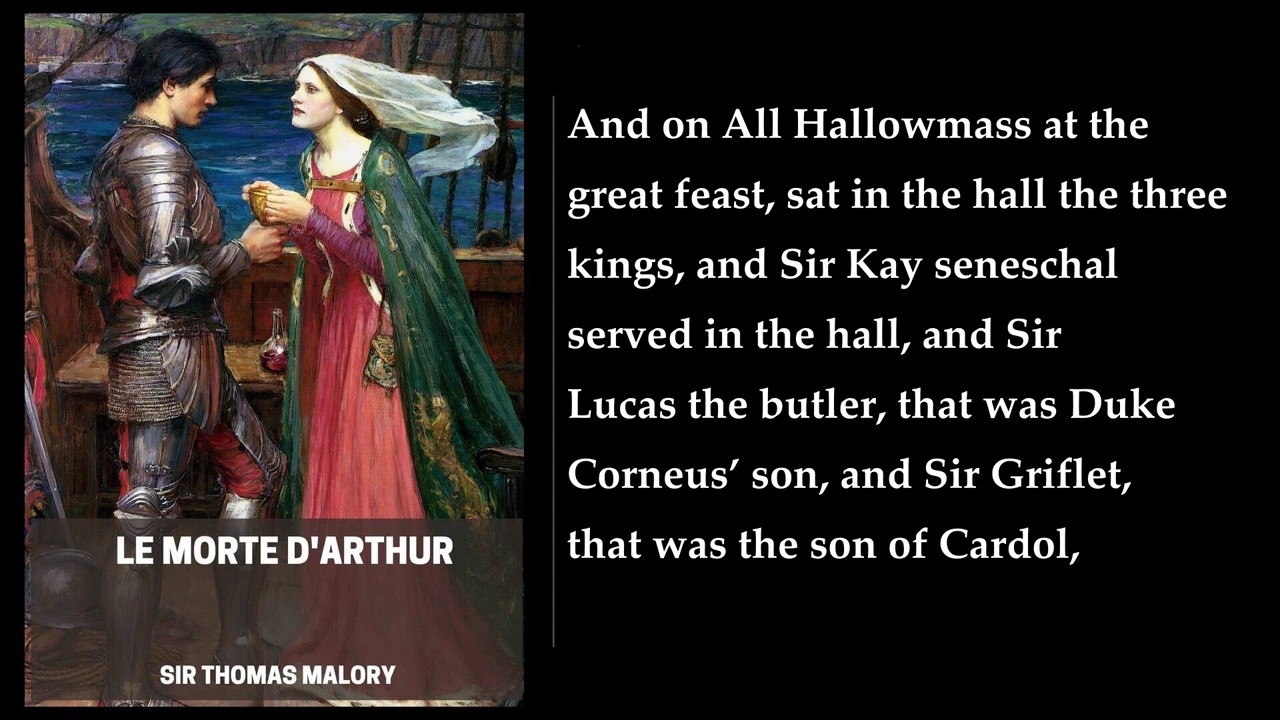 And on All Hallowmass at the
great feast, sat in the hall the three
kings, and Sir Kay seneschal
served in the hall, and Sir
Lucas the butler, that was Duke
Corneus’ son, and Sir Griflet,
that was the son of Cardol,
LE MORTE D'ARTHUR
SIR THOMAS MALORY